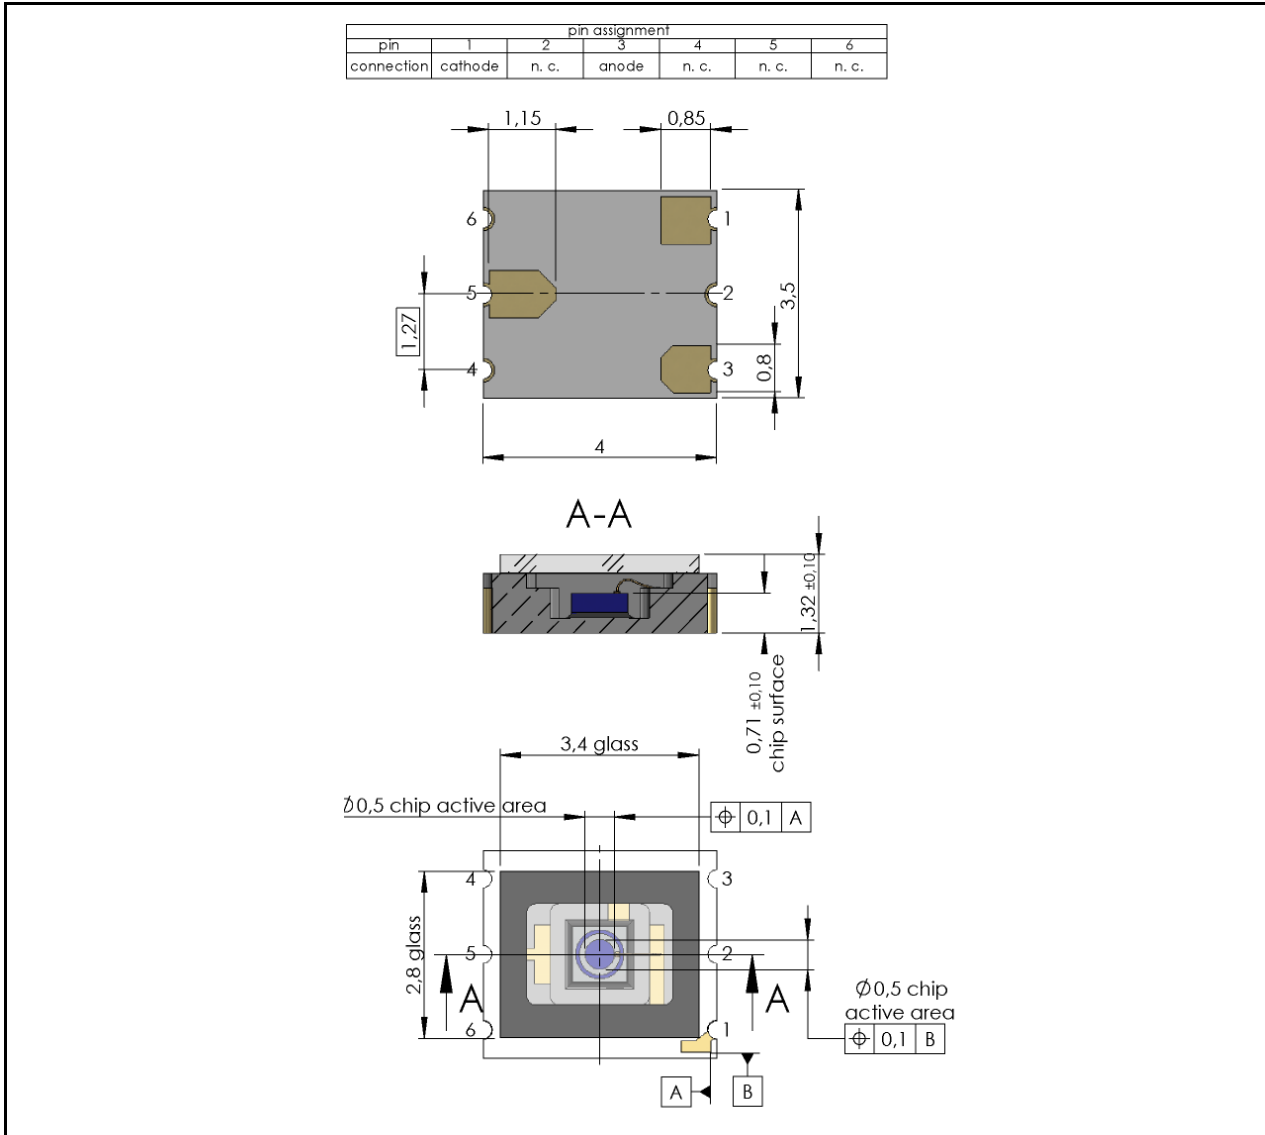 pin assignment
pin 1 2 3 4 5 6
connection cathode n. c. anode n. c. n. c. n. c.
1,15 0,85
6 1
5 2
1,27
3,5
4 3
0,8
4
A-A
1,32 ±0,10
0,71 ±0,10
chip surface
3,4 glass
Ø0,5 chip active area
0,1 A
4 3
2,8 glass
5 2
A A
Ø0,5 chip
active area
6 1
0,1 B
A B